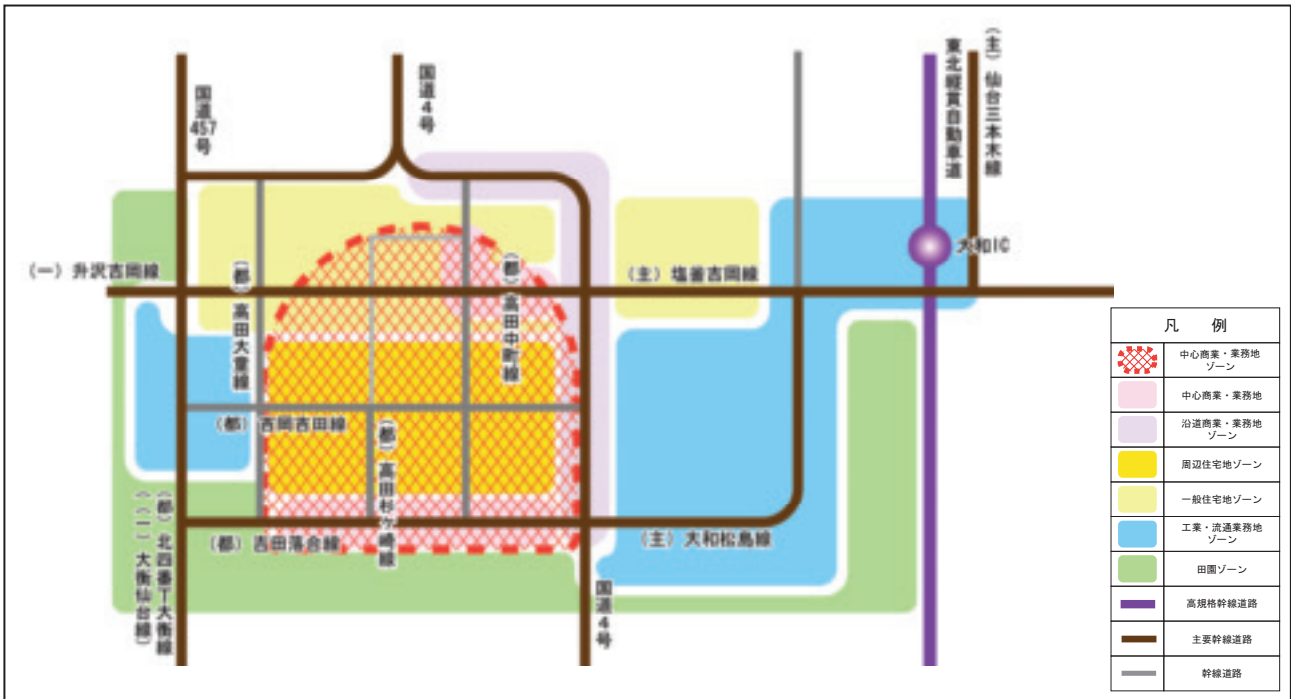 国道457号
国道4号
東北縦貫自動車道
(主)仙台三本木線
大和IC
(一)升沢吉岡線
(都)高田大童線
(都)高田中町線
(主)塩釜吉岡線
(都)吉岡吉田線
(都)高田杉ヶ崎線
(都)吉田落合線
(主)大和松島線
(都)北四番丁大衡線
((一)大衡仙台線)
国道4号
凡 例
中心商業・業務地
ゾーン
中心商業・業務地
沿道商業・業務地
ゾーン
周辺住宅地ゾーン
一般住宅地ゾーン
工業・流通業務地
ゾーン
田園ゾーン
高規格幹線道路
主要幹線道路
幹線道路